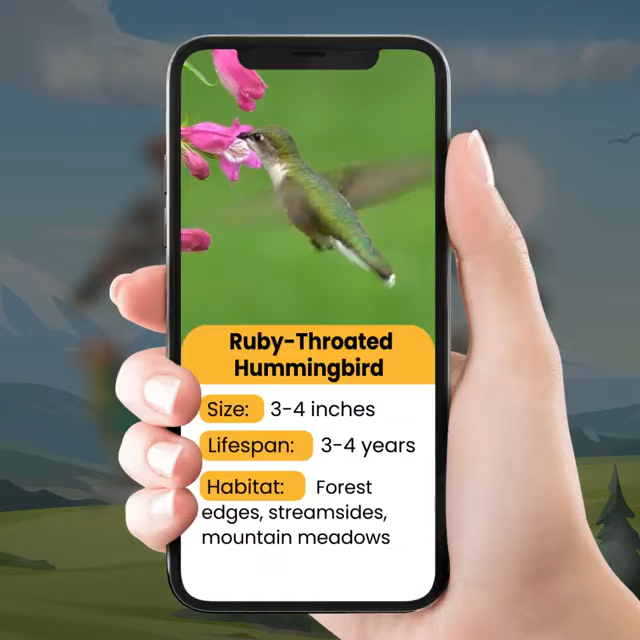 Ruby-Throated
Hummingbird
Size: 3-4 inches
Lifespan: 3-4 years
Habitat: Forest
edges, streamsides,
mountain meadows